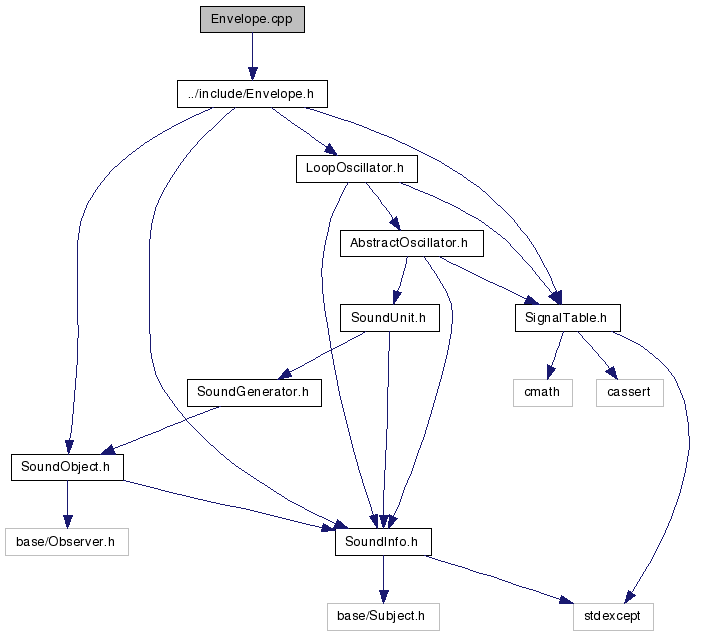 Envelope.cpp
../include/Envelope.h
LoopOscillator.h
AbstractOscillator.h
SoundUnit.h
SignalTable.h
SoundGenerator.h
cmath
cassert
SoundObject.h
base/Observer.h
SoundInfo.h
base/Subject.h
stdexcept